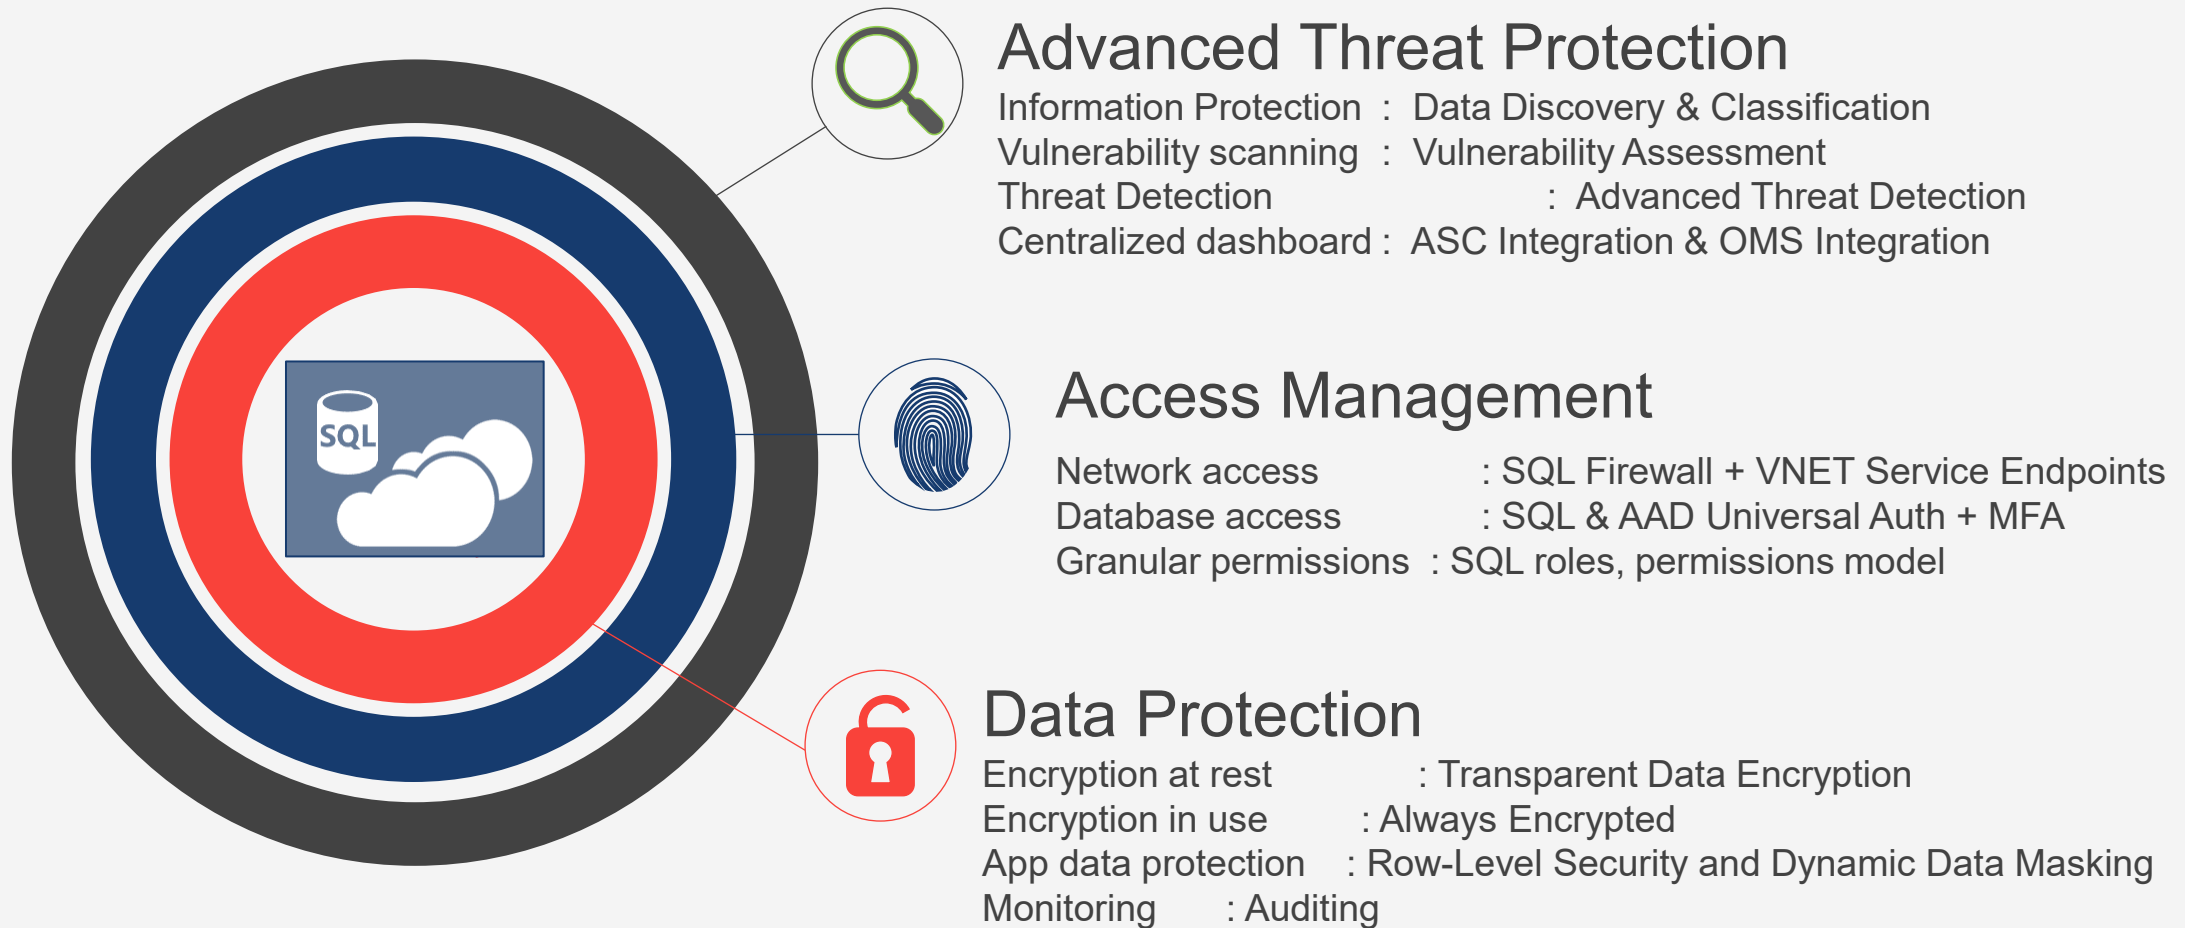 SQL
Advanced Threat Protection
Information Protection : Data Discovery & Classification
Vulnerability scanning : Vulnerability Assessment
Threat Detection : Advanced Threat Detection
Centralized dashboard : ASC Integration & OMS Integration
Access Management
Network access : SQL Firewall + VNET Service Endpoints
Database access : SQL & AAD Universal Auth + MFA
Granular permissions : SQL roles, permissions model
Data Protection
Encryption at rest : Transparent Data Encryption
Encryption in use : Always Encrypted
App data protection : Row-Level Security and Dynamic Data Masking
Monitoring : Auditing